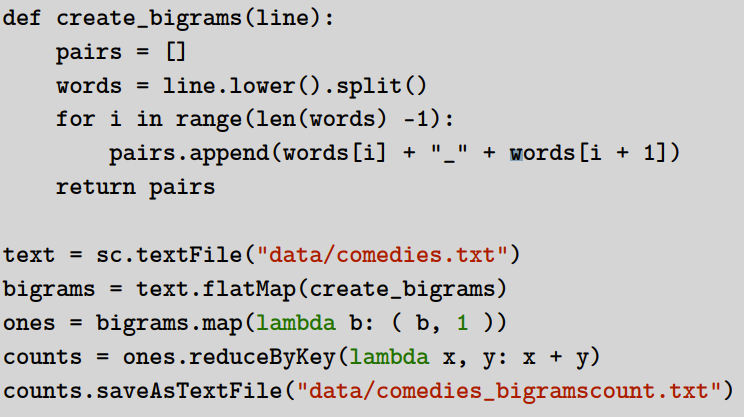 def create_bigrams(line):
    pairs = []
    words = line.lower().split()
    for i in range(len(words) -1):
        pairs.append(words[i] + "_" + words[i + 1])
    return pairs

text = sc.textFile("data/comedies.txt")
bigrams = text.flatMap(create_bigrams)
ones = bigrams.map(lambda b: ( b, 1 ))
counts = ones.reduceByKey(lambda x, y: x + y)
counts.saveAsTextFile("data/comedies_bigramscount.txt")